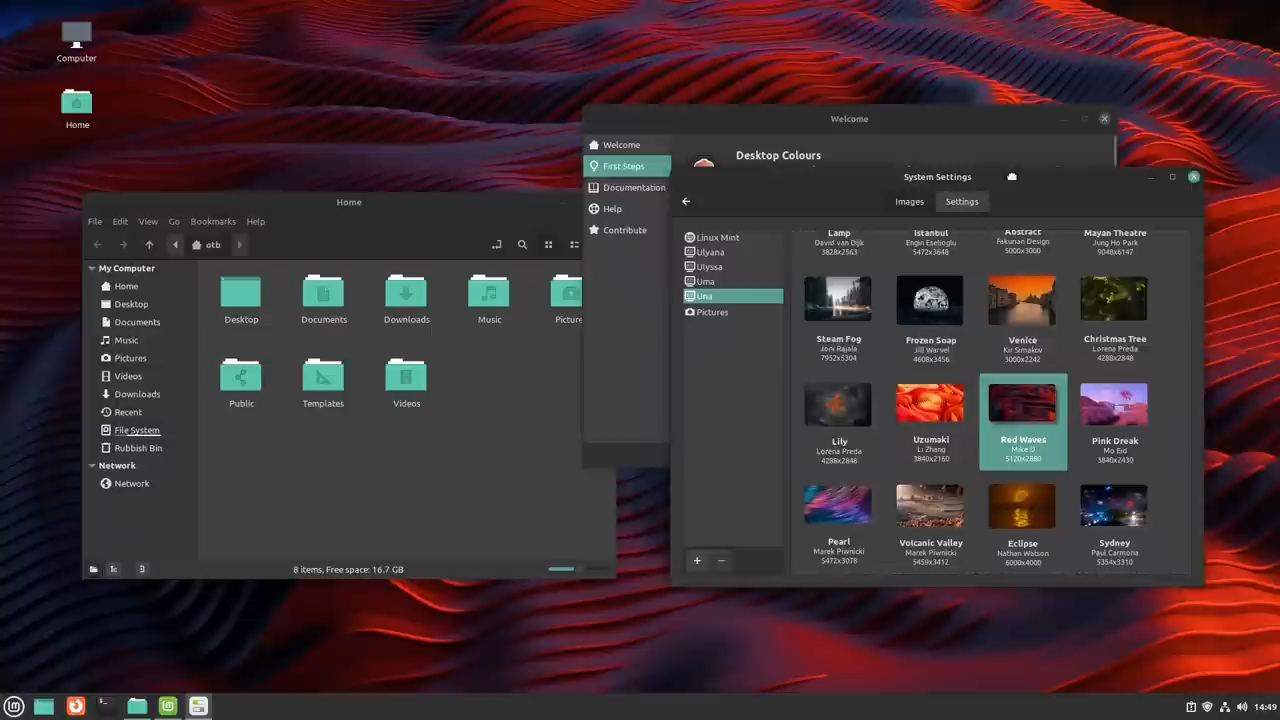 Computer
Home
Welcome
Welcome
First Steps
Documentation
Help
Contribute
Desktop Colours
Home
File Edit View Go Bookmarks Help
otb
My Computer
Home
Desktop
Documents
Music
Pictures
Videos
Downloads
Recent
File System
Rubbish Bin
Network
Network
Desktop
Documents
Downloads
Music
Picture
Public
Templates
Videos
8 items, Free space: 16.7 GB
System Settings
Images
Settings
Linux Mint
Ulyana
Ulyssa
Uma
Una
Pictures
Lamp
David van Dijk
3828x2563
Istanbul
Engin Eselioglu
5472x3648
Abstract
Fakurian Design
5000x3000
Mayan Theatre
Jung Ho Park
9048x6147
Steam Fog
Joni Rajala
7952x5304
Frozen Soap
Jill Warvel
4608x3456
Venice
Kir Simakov
3000x2242
Christmas Tree
Lorena Preda
4288x2848
Lily
Lorena Preda
4288x2846
Uzumaki
Li Zhang
3840x2160
Red Waves
5120x2880
Pink Dreak
Mo Eid
3840x2430
Pearl
Marek Piwnicki
5472x3078
Volcanic Valley
Marek Piwnicki
5459x3412
Eclipse
Nathan Watson
6000x4000
Sydney
Paul Carmona
5354x3310
14:49